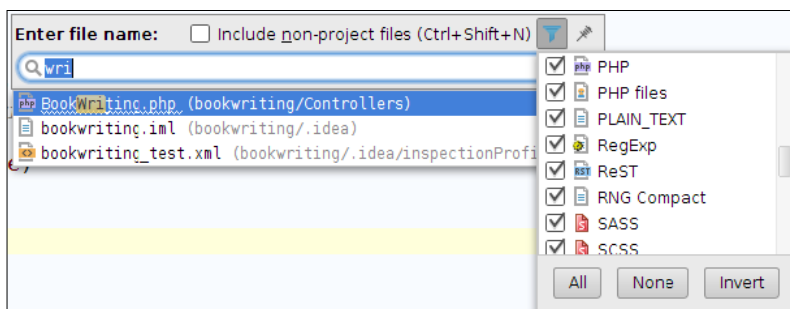 Enter file name: Include non-project files (Ctrl+Shift+N)
wri
BookWriting.php (bookwriting/Controllers)
bookwriting.iml (bookwriting/.idea)
bookwriting_test.xml (bookwriting/.idea/inspectionProfi
PHP
PHP files
PLAIN_TEXT
RegExp
ReST
RNG Compact
SASS
SCSS
All None Invert